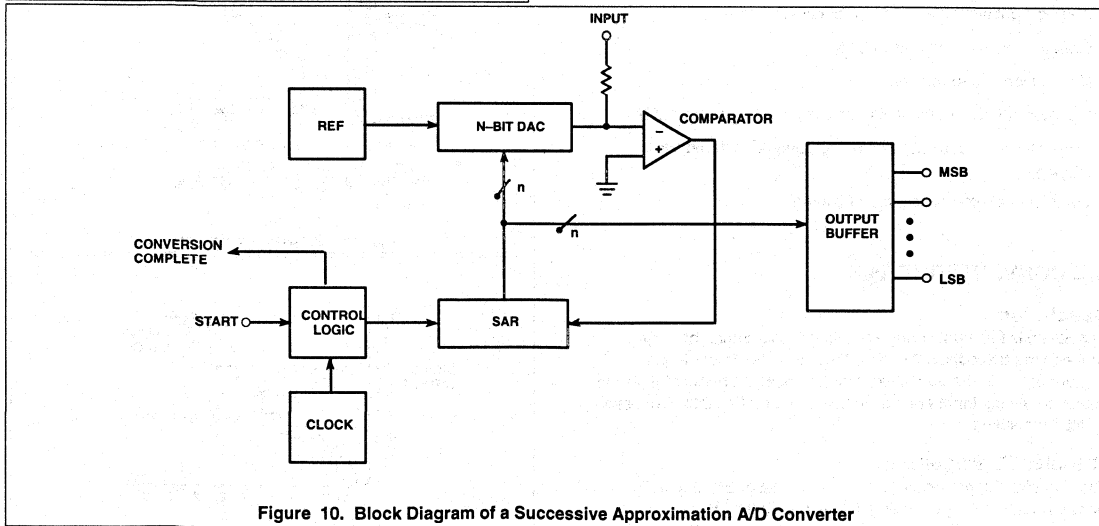 INPUT
REF
N–BIT DAC
−
+
COMPARATOR
n
n
MSB
OUTPUT
BUFFER
LSB
CONVERSION
COMPLETE
START
CONTROL
LOGIC
SAR
CLOCK
Figure 10. Block Diagram of a Successive Approximation A/D Converter